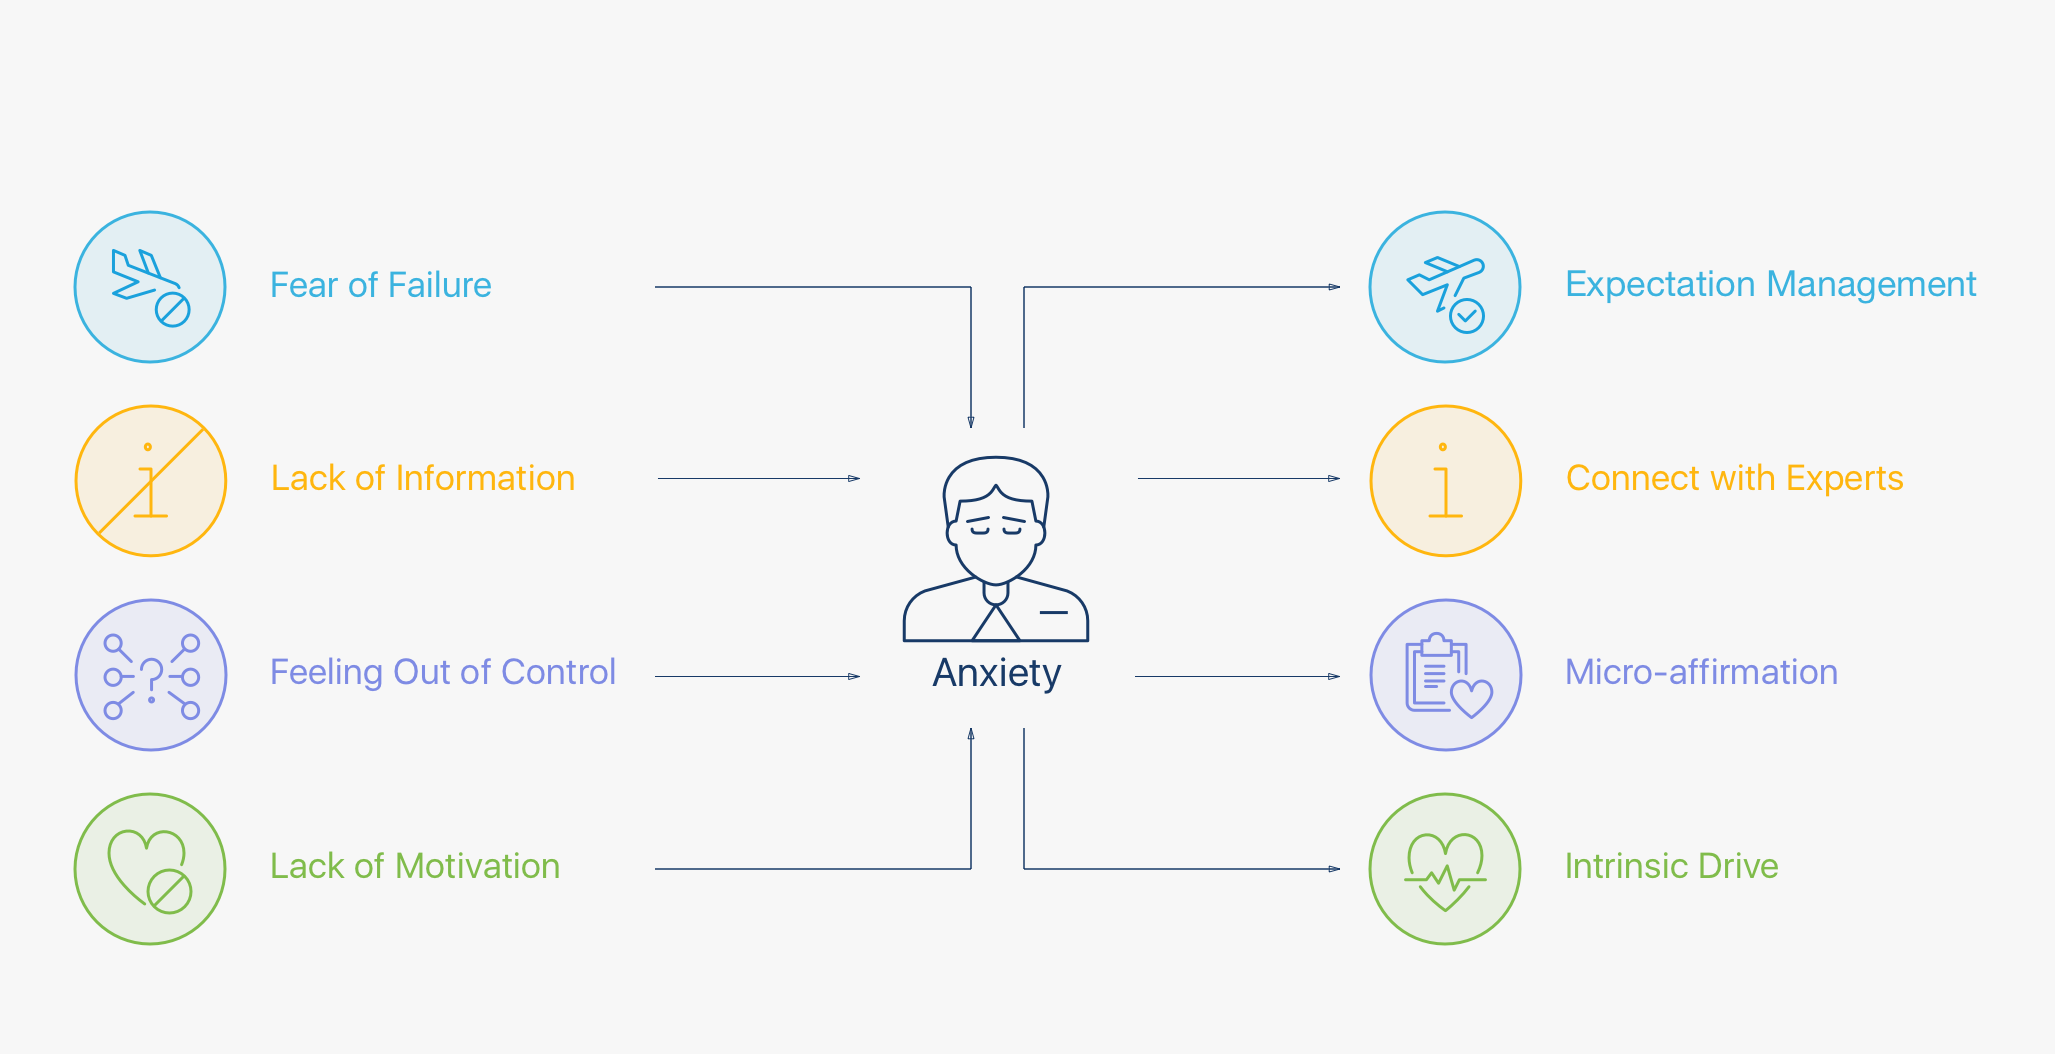 Fear of Failure
Expectation Management
Lack of Information
Connect with Experts
Feeling Out of Control
Anxiety
Micro-affirmation
Lack of Motivation
Intrinsic Drive